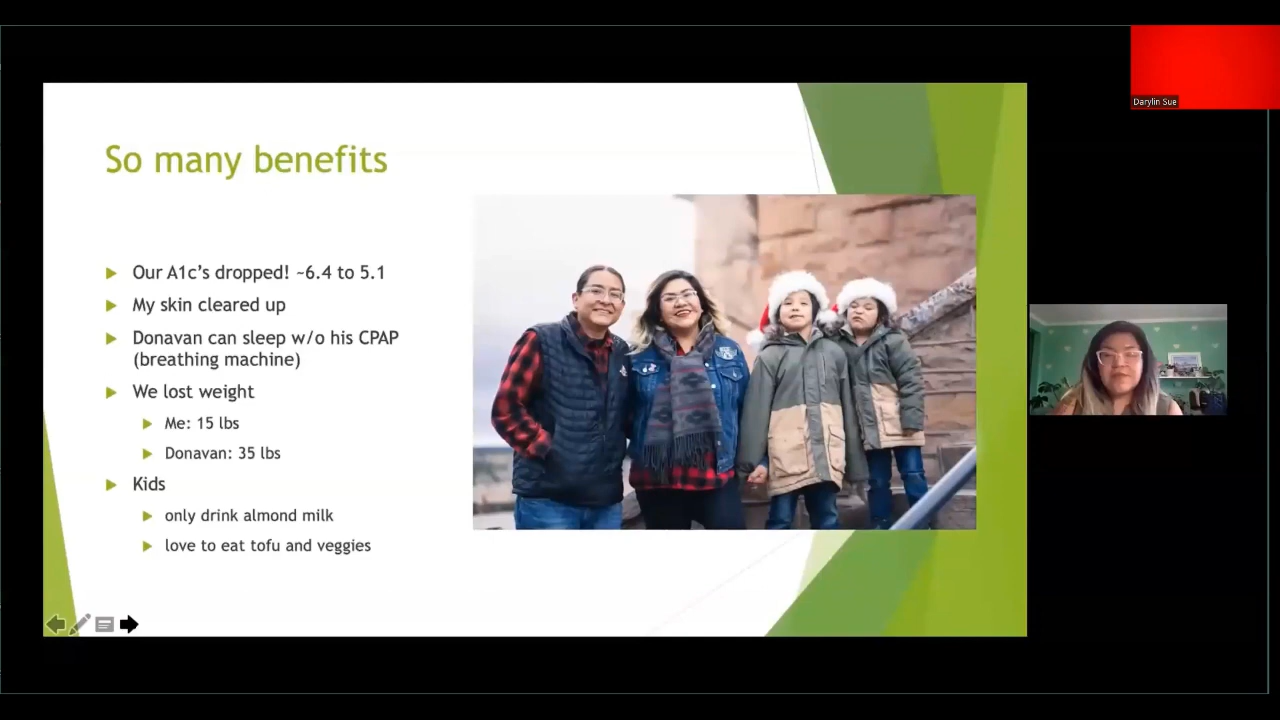 Darylin Sue
So many benefits
Our A1c's dropped! ~6.4 to 5.1
My skin cleared up
Donavan can sleep w/o his CPAP
(breathing machine)
We lost weight
Me: 15 lbs
Donavan: 35 lbs
Kids
only drink almond milk
love to eat tofu and veggies